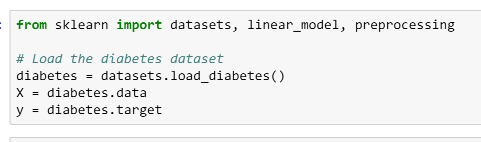 from sklearn import datasets, linear_model, preprocessing
# Load the diabetes dataset
diabetes = datasets.load_diabetes()
X = diabetes.data
y = diabetes.target